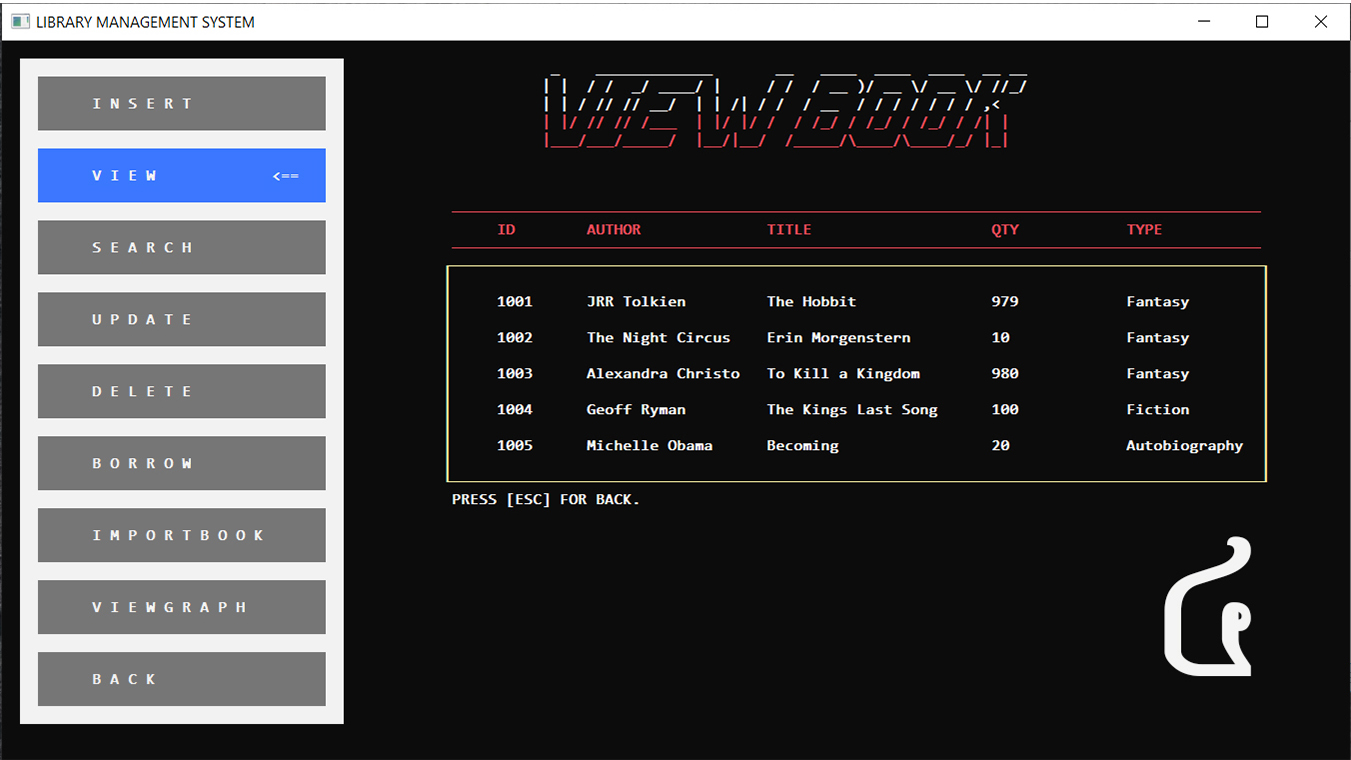 LIBRARY MANAGEMENT SYSTEM
INSERT
VIEW <==
SEARCH
UPDATE
DELETE
BORROW
IMPORTBOOK
VIEWGRAPH
BACK
VIEW BOOK
ID AUTHOR TITLE QTY TYPE
1001 JRR Tolkien The Hobbit 979 Fantasy
1002 The Night Circus Erin Morgenstern 10 Fantasy
1003 Alexandra Christo To Kill a Kingdom 980 Fantasy
1004 Geoff Ryman The Kings Last Song 100 Fiction
1005 Michelle Obama Becoming 20 Autobiography
PRESS [ESC] FOR BACK.
៤